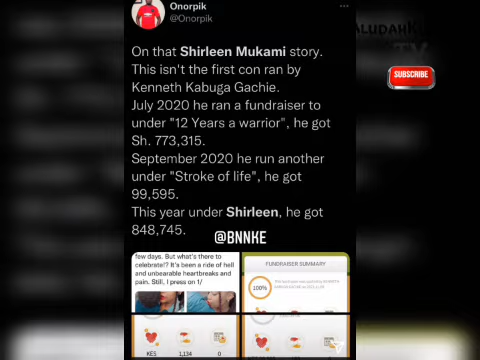 Onorpik
@Onorpik
ALUDAH
TV
SUBSCRIBE
On that Shirleen Mukami story.
This isn't the first con ran by
Kenneth Kabuga Gachie.
July 2020 he ran a fundraiser to
under "12 Years a warrior", he got
Sh. 773,315.
September 2020 he run another
under "Stroke of life", he got
99,595.
This year under Shirleen, he got
848,745.
@BNNKE
few days. But what's there to
celebrate!? It's been a ride of hell
and unbearable heartbreaks and
pain. Still, I press on 1/
FUNDRAISER SUMMARY
100%
KES
1,134
0